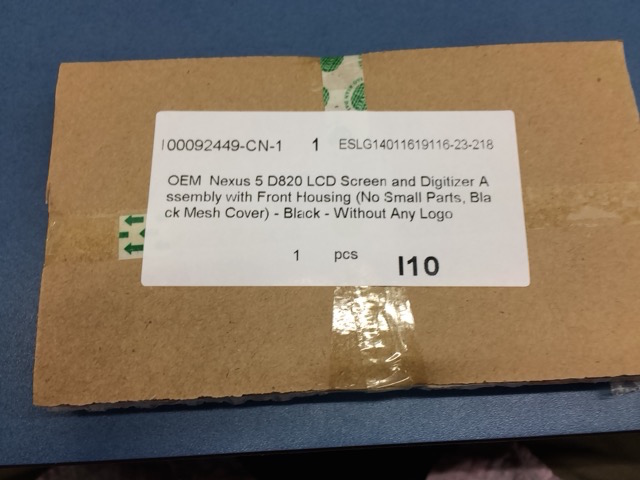 I00092449-CN-1 1 ESLG14011619116-23-218
OEM Nexus 5 D820 LCD Screen and Digitizer A
ssembly with Front Housing (No Small Parts, Bla
ck Mesh Cover) - Black - Without Any Logo
1 pcs I10